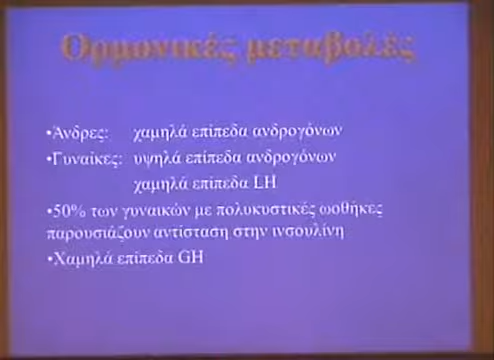 Ορμονικές μεταβολές
•Άνδρες: χαμηλά επίπεδα ανδρογόνων
•Γυναίκες: υψηλά επίπεδα ανδρογόνων
χαμηλά επίπεδα LH
•50% των γυναικών με πολυκυστικές ωοθήκες
παρουσιάζουν αντίσταση στην ινσουλίνη
•Χαμηλά επίπεδα GH